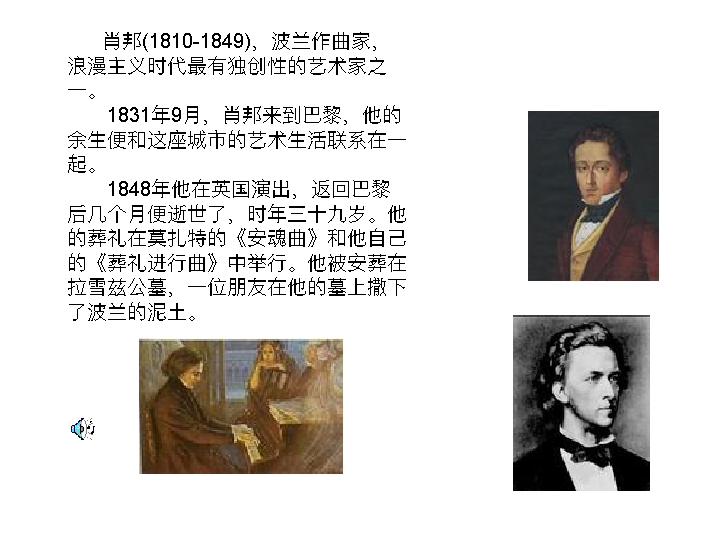 肖邦(1810-1849)，波兰作曲家，
浪漫主义时代最有独创性的艺术家之
一。
1831年9月，肖邦来到巴黎，他的
余生便和这座城市的艺术生活联系在一
起。
1848年他在英国演出，返回巴黎
后几个月便逝世了，时年三十九岁。他
的葬礼在莫扎特的《安魂曲》和他自己
的《葬礼进行曲》中举行。他被安葬在
拉雪兹公墓，一位朋友在他的墓上撒下
了波兰的泥土。